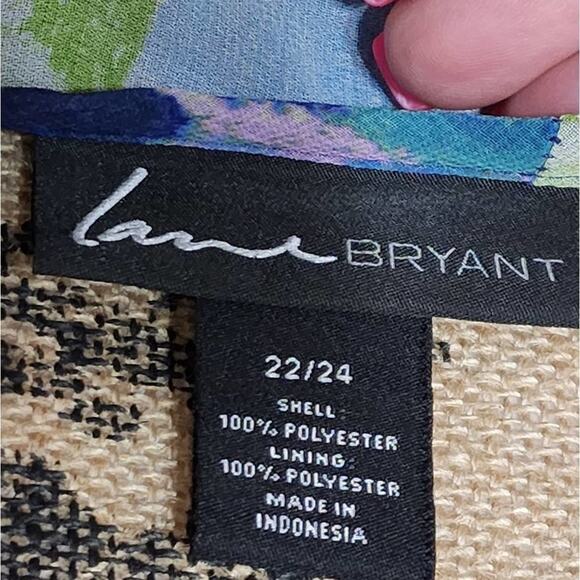 Lane BRYANT
22/24
SHELL:
100% POLYESTER
LINING:
100% POLYESTER
MADE IN
INDONESIA